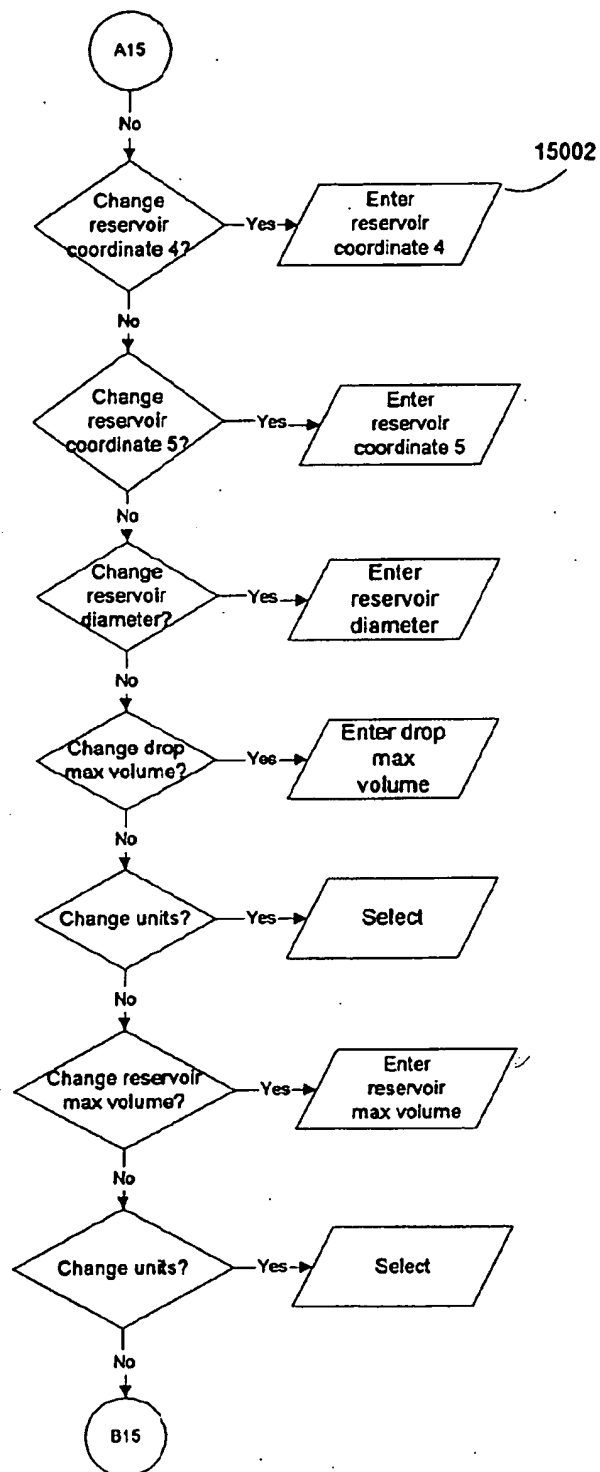 A15
No
15002
Change
reservoir
coordinate 4?
Yes
Enter
reservoir
coordinate 4
No
Change
reservoir
coordinate 5?
Yes
Enter
reservoir
coordinate 5
No
Change
reservoir
diameter?
Yes
Enter
reservoir
diameter
No
Change drop
max volume?
Yes
Enter drop
max
volume
No
Change units?
Yes
Select
No
Change reservoir
max volume?
Yes
Enter
reservoir
max volume
No
Change units?
Yes
Select
No
B15